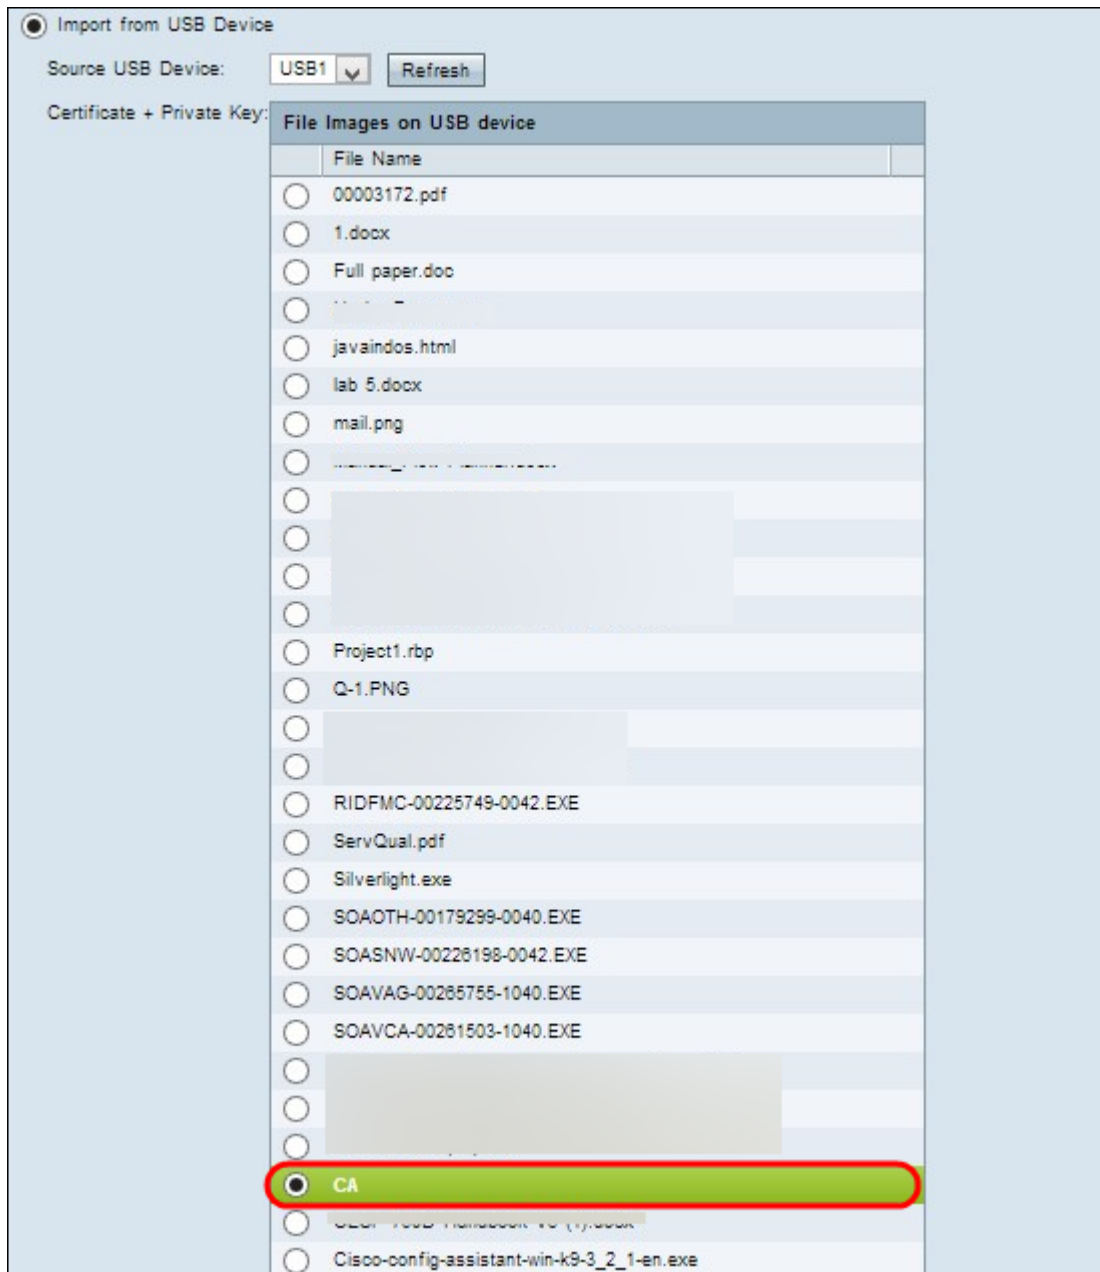 Import from USB Device
Source USB Device: USB1 Refresh
Certificate + Private Key:
File Images on USB device
File Name
00003172.pdf
1.docx
Full paper.doc
javaindos.html
lab 5.docx
mail.png
Project1.rbp
Q-1.PNG
RIDFMC-00225749-0042.EXE
ServQual.pdf
Silverlight.exe
SOAOTH-00179299-0040.EXE
SOASNW-00226198-0042.EXE
SOAVAG-00265755-1040.EXE
SOAVCA-00261503-1040.EXE
CA
Cisco-config-assistant-win-k9-3_2_1-en.exe